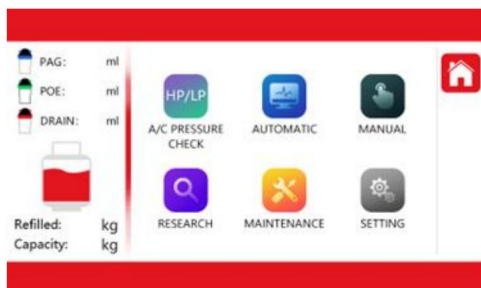 PAG: ml
POE: ml
DRAIN: ml
Refilled: kg
Capacity: kg
HP/LP
A/C PRESSURE
CHECK
AUTOMATIC
MANUAL
RESEARCH
MAINTENANCE
SETTING